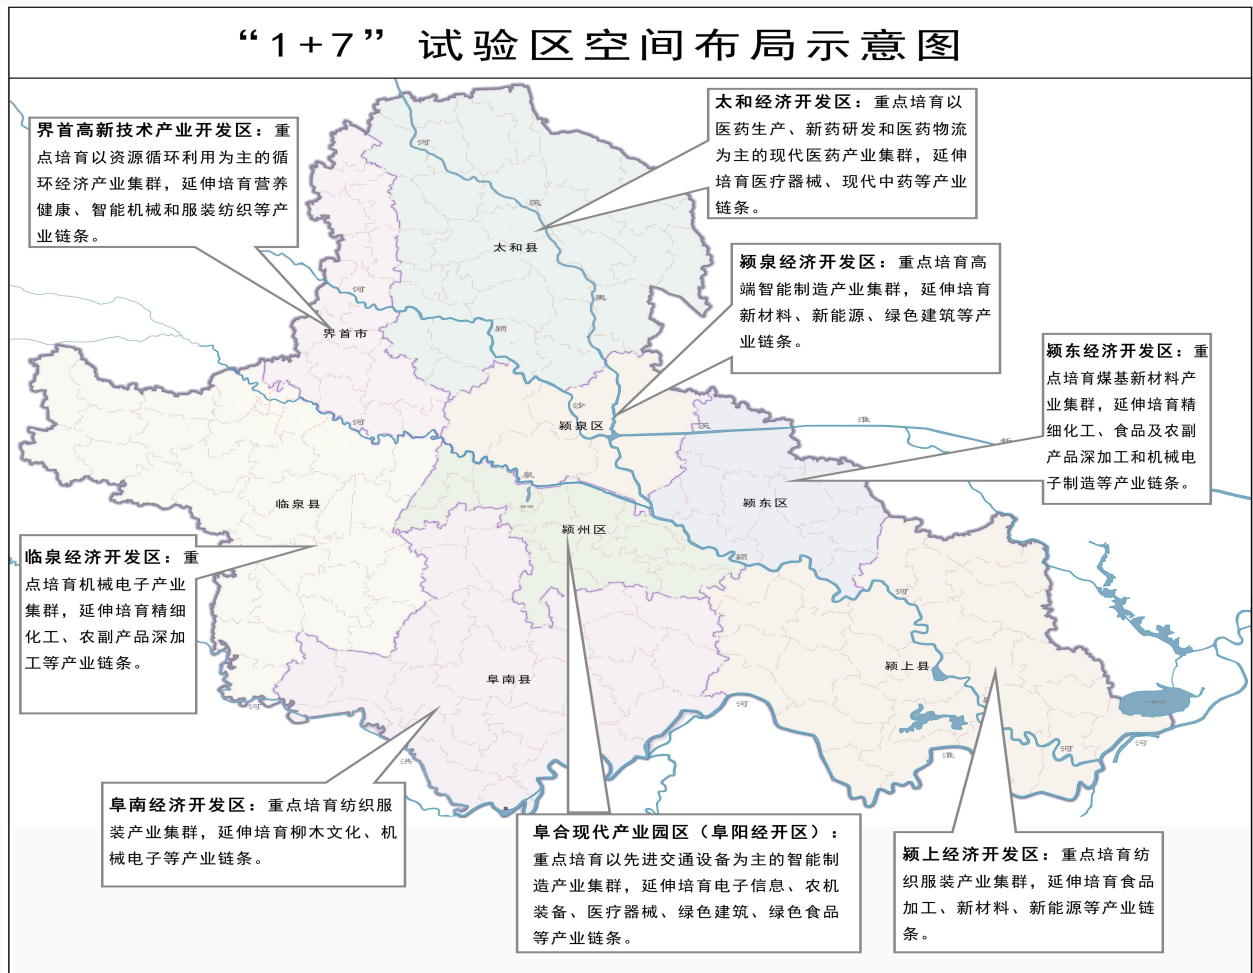 “1+7”试验区空间布局示意图
界首高新技术产业开发区：重
点培育以资源循环利用为主的循
环经济产业集群，延伸培育营养
健康、智能机械和服装纺织等产
业链条。
太和经济开发区：重点培育以
医药生产、新药研发和医药物流
为主的现代医药产业集群，延伸
培育医疗器械、现代中药等产业
链条。
颍泉经济开发区：重点培育高
端智能制造产业集群，延伸培育
新材料、新能源、绿色建筑等产
业链条。
颍东经济开发区：重
点培育煤基新材料产
业集群，延伸培育精
细化工、食品及农副
产品深加工和机械电
子制造等产业链条。
河
茨
太和县
河
黑
颍
界首市
沙
河
颍泉区
茨
淮
新
泉
临泉县
颍州区
颍东区
颍
河
临泉经济开发区：重
点培育机械电子产业
集群，延伸培育精细
化工、农副产品深加
工等产业链条。
阜南县
颍上县
河
河
河
河
淮
洪
阜南经济开发区：重点培育纺织服
装产业集群，延伸培育柳木文化、机
械电子等产业链条。
阜合现代产业园区（阜阳经开区）：
重点培育以先进交通设备为主的智能制
造产业集群，延伸培育电子信息、农机
装备、医疗器械、绿色建筑、绿色食品
等产业链条。
颍上经济开发区：重点培育纺
织服装产业集群，延伸培育食品
加工、新材料、新能源等产业链
条。